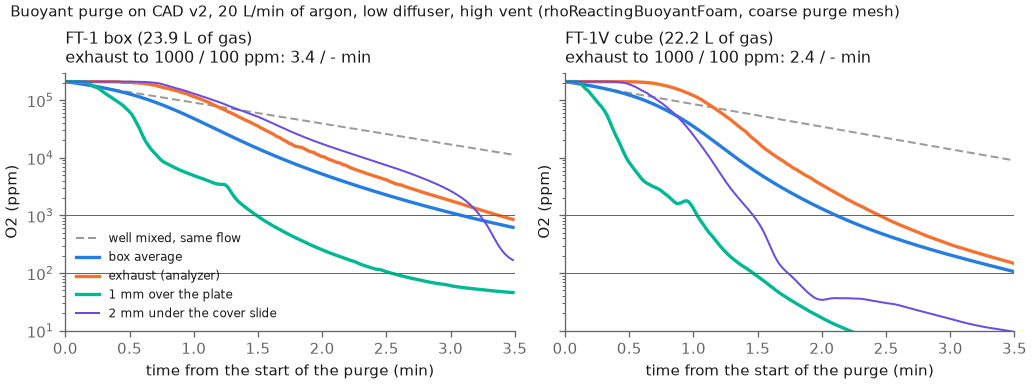 Buoyant purge on CAD v2, 20 L/min of argon, low diffuser, high vent (rhoReactingBuoyantFoam, coarse purge mesh)
FT-1 box (23.9 L of gas)
exhaust to 1000 / 100 ppm: 3.4 / - min
O2 (ppm)
10^5
10^4
10^3
10^2
10^1
well mixed, same flow
box average
exhaust (analyzer)
1 mm over the plate
2 mm under the cover slide
0.0 0.5 1.0 1.5 2.0 2.5 3.0 3.5
time from the start of the purge (min)
FT-1V cube (22.2 L of gas)
exhaust to 1000 / 100 ppm: 2.4 / - min
O2 (ppm)
10^5
10^4
10^3
10^2
10^1
0.0 0.5 1.0 1.5 2.0 2.5 3.0 3.5
time from the start of the purge (min)